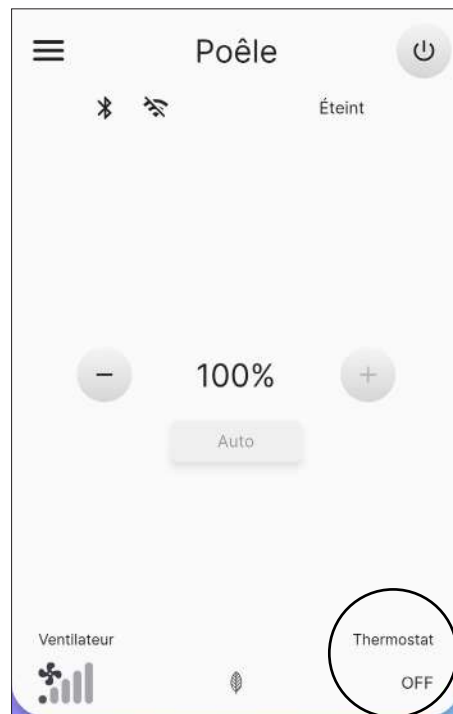 Poêle
Éteint
− 100% +
Auto
Ventilateur
Thermostat
OFF